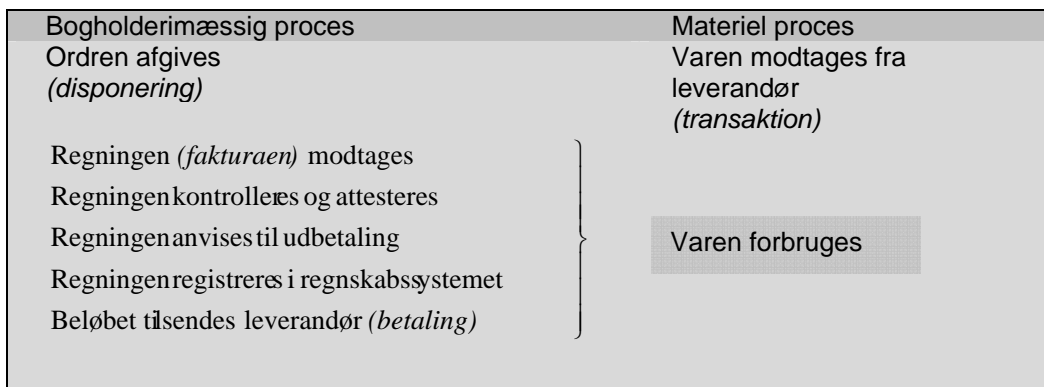 Bogholderimæssig proces
Materiel proces
Ordren afgives
(disponering)
Varen modtages fra
leverandør
(transaktion)
Regningen (fakturaen) modtages
Regningen kontrolleres og attesteres
Regningen anvises til udbetaling
Regningen registreres i regnskabssystemet
Beløbet tilsendes leverandør (betaling)
Varen forbruges